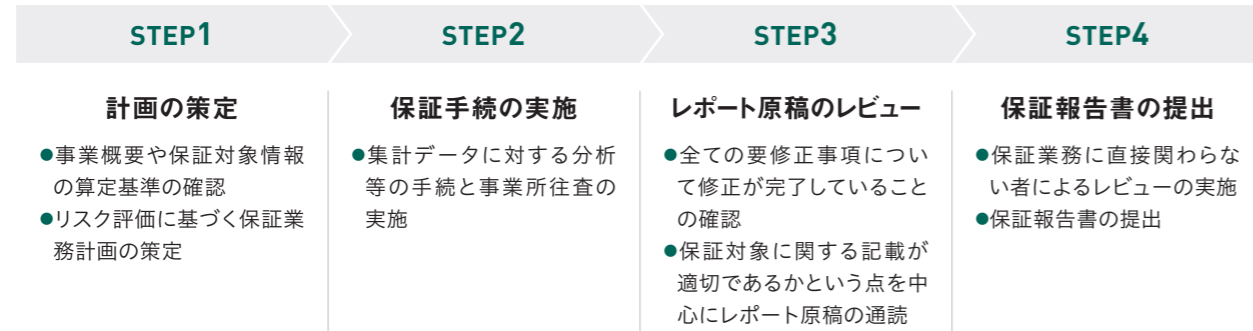 STEP1
STEP2
STEP3
STEP4
計画の策定
●事業概要や保証対象情報
の算定基準の確認
●リスク評価に基づく保証業
務計画の策定
保証手続の実施
●集計データに対する分析
等の手続と事業所往査の
実施
レポート原稿のレビュー
●全ての要修正事項につい
て修正が完了していること
の確認
●保証対象に関する記載が
適切であるかという点を中
心にレポート原稿の通読
保証報告書の提出
●保証業務に直接関わらな
い者によるレビューの実施
●保証報告書の提出